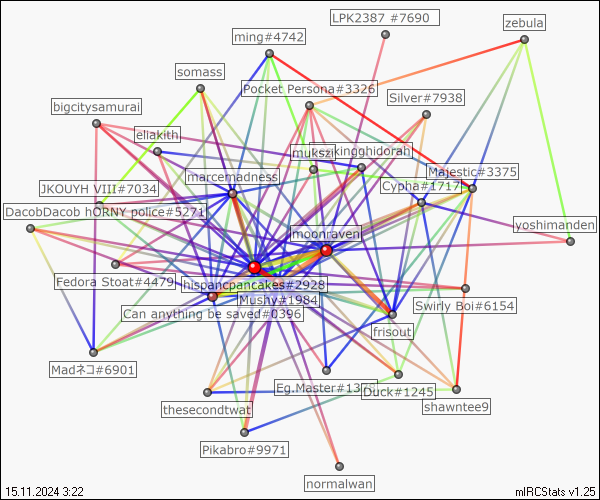 LPK2387 #7690
zebula
ming#4742
somass
Pocket Persona#3326
Silver#7938
bigcitysamurai
eliakith
mukszi
kingghidorah
marcemadness
Majestic#3375
Cypha#1717
JKOUYH VIII#7034
DacobDacob hORNY police#5271
yoshimanden
moonraven
Fedora Stoat#4479
hispancpancakes#2928
Mushy#1984
Swirly Boi#6154
Can anything be saved#0396
frisout
Madネコ#6901
Eg.Master#13
Duck#1245
thesecondtwat
shawntee9
Pikabro#9971
normalwan
15.11.2024 3:22
mIRCStats v1.25